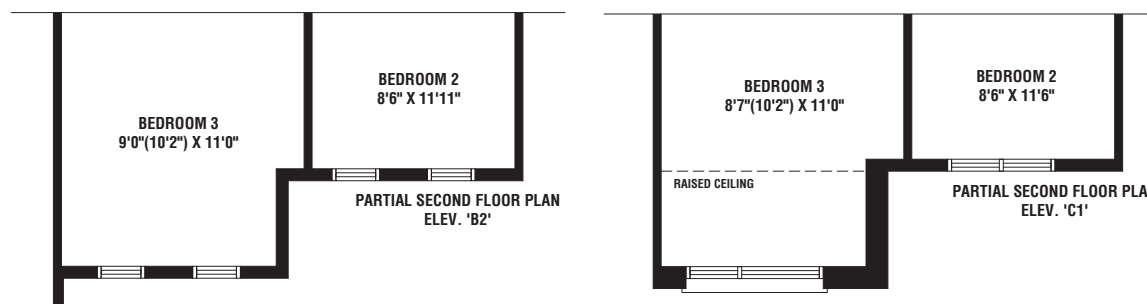 BEDROOM 3
9'0"(10'2") X 11'0"
BEDROOM 2
8'6" X 11'11"
PARTIAL SECOND FLOOR PLAN
ELEV. 'B2'
BEDROOM 3
8'7"(10'2") X 11'0"
RAISED CEILING
BEDROOM 2
8'6" X 11'6"
PARTIAL SECOND FLOOR PLA
ELEV. 'C1'